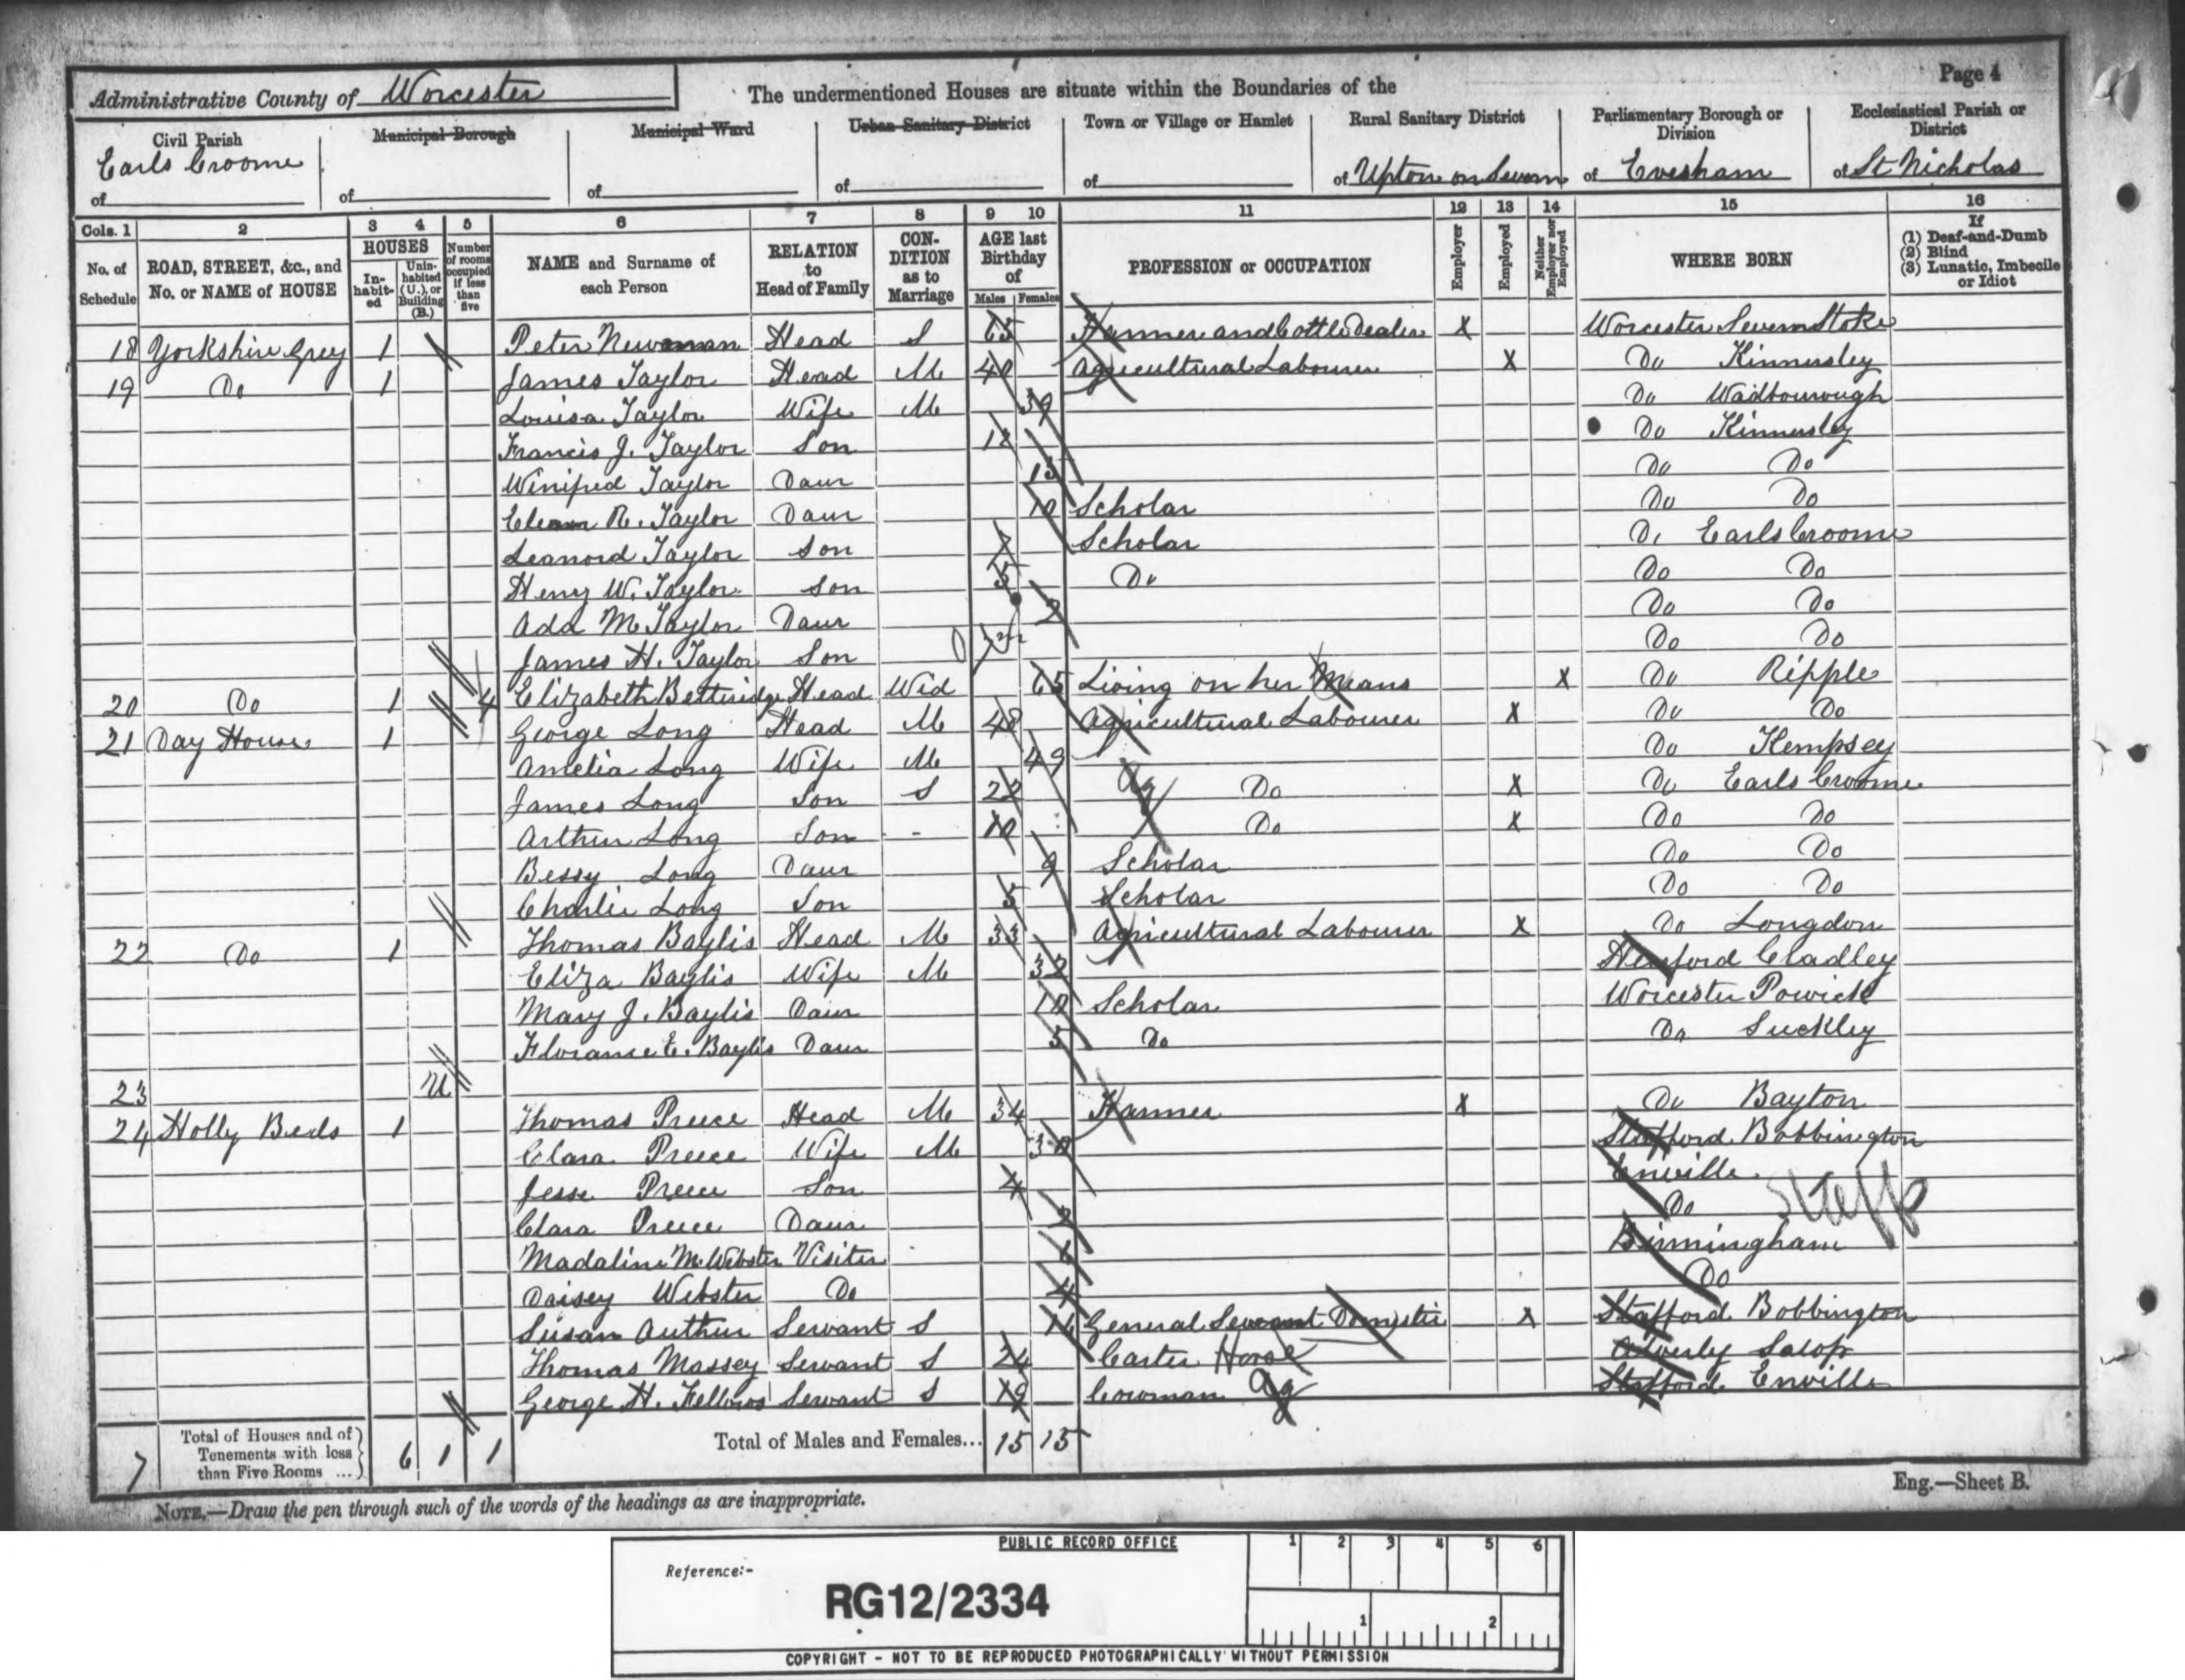 Page 4
Administrative County of Worcester The undermentioned Houses are situate within the Boundaries of the
Civil Parish of Earls Croome
Municipal Borough of
Municipal Ward of
Urban Sanitary District of
Town or Village or Hamlet of
Rural Sanitary District of Upton on Severn
Parliamentary Borough or Division of Evesham
Ecclesiastical Parish or District of St Nicholas
Cols. 1 2 3 4 5 6 7 8 9 10 11 12 13 14 15 16
No. of Schedule
ROAD, STREET, &c., and No. or NAME of HOUSE
HOUSES
In-habit-ed
Unin-habited (U.), or Building (B.)
Number of rooms occupied if less than five
NAME and Surname of each Person
RELATION to Head of Family
CON-DITION as to Marriage
AGE last Birthday of
Males Females
PROFESSION or OCCUPATION
Employer
Employed
Neither Employer nor Employed
WHERE BORN
If (1) Deaf-and-Dumb (2) Blind (3) Lunatic, Imbecile or Idiot
18 Yorkshire Grey 1 Peter Newman Head S 65 Farmer and Cattle Dealer X Worcester Severn Stoke
19 Do 1 James Taylor Head M 40 Agricultural Labourer X Do Kinnersley
Louisa Taylor Wife M 39 Do Wadbourough
Francis J. Taylor Son Do Kinnersley
Winifred Taylor Daur 13 Do Do
R. Taylor Daur 10 Scholar Do Do
Leanord Taylor Son 7 Scholar Do Earls Croome
Henry W. Taylor Son 5 Do Do Do
Ada M Taylor Daur 2 Do Do
James H. Taylor Son Do Do
20 Do 1 4 Elizabeth Betteridge Head Wid 65 Living on her Means X Do Ripple
21 Day House 1 George Long Head M 48 Agricultural Labourer X Do Do
Amelia Long Wife M 49 Do Kempsey
James Long Son S 22 Ag Do X Do Earls Croome
Arthur Long Son - Do X Do Do
Bessy Long Daur 9 Scholar Do Do
Charlie Long Son 5 Scholar Do Do
22 Do 1 Thomas Baylis Head M 33 Agricultural Labourer X Do Longdon
Eliza Baylis Wife M 32 Hereford Cradley
Mary J. Baylis Daur 10 Scholar Worcester Powick
Florance E. Baylis Daur 5 Do Do Suckley
23 U
24 Holly Beds 1 Thomas Preece Head M 34 Farmer X Do Bayton
Clara Preece Wife M 30 Stafford Bobbington
Jesse Preece Son 4 Enville
Clara Preece Daur 2 Do Staff
Madaline M. Webster Visitor 6 Birmingham
Daisey Webster Do 4 Do
Susan Arthur Servant S 16 General Servant Domestic X Stafford Bobbington
Thomas Massey Servant S 24 Carter Horse Alverly Salop
George H. Fellows Servant S 19 Cowman Ag Stafford Enville
7 Total of Houses and of Tenements with less than Five Rooms ... 6 1 1 Total of Males and Females... 15 15
Eng.—Sheet B.
NOTE.—Draw the pen through such of the words of the headings as are inappropriate.
PUBLIC RECORD OFFICE
1 2 3 4 5 6
Reference:-
RG12/2334
1 2
COPYRIGHT - NOT TO BE REPRODUCED PHOTOGRAPHICALLY WITHOUT PERMISSION